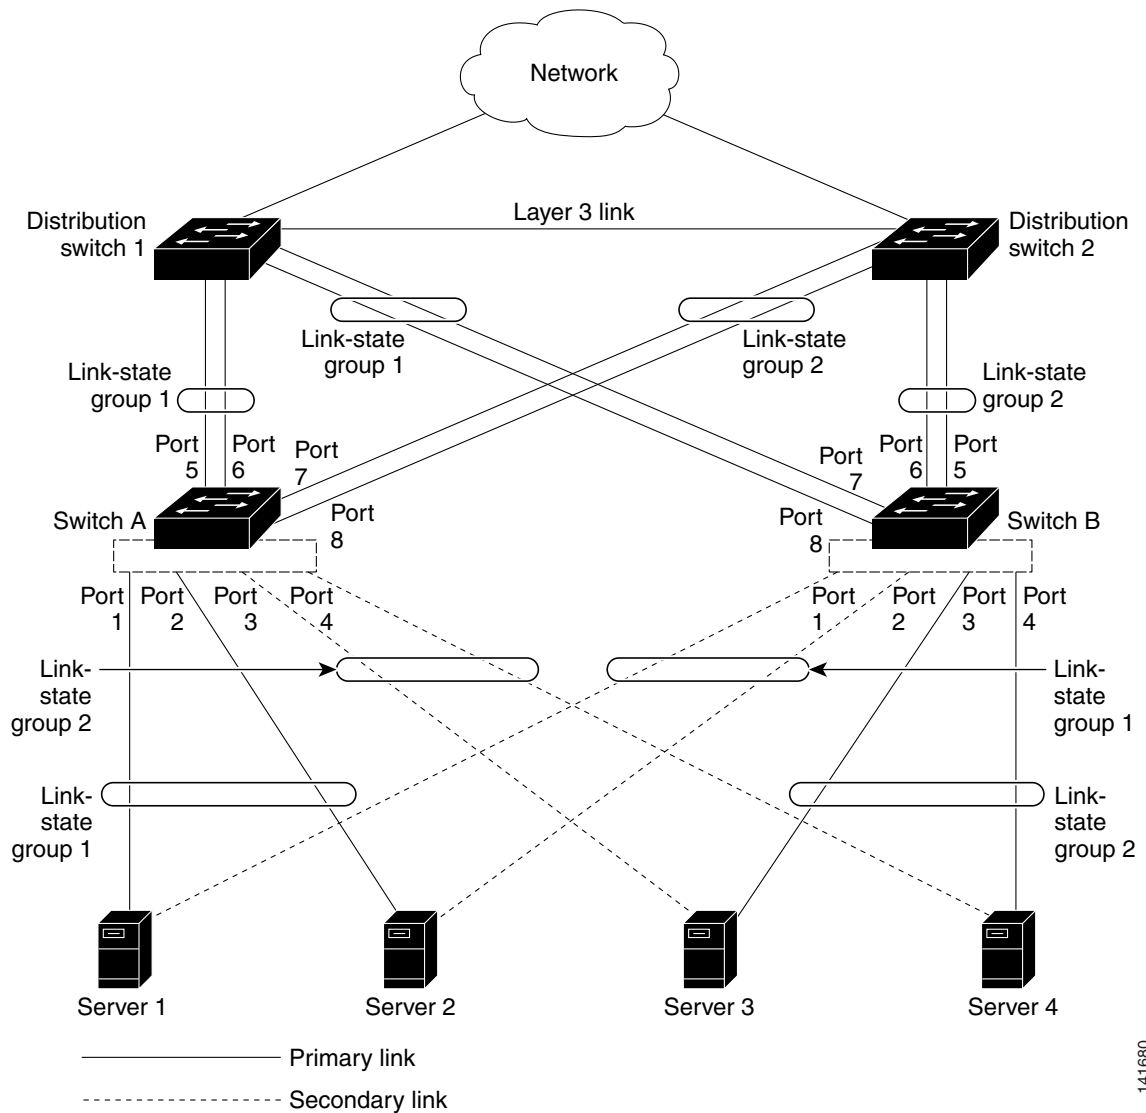 Network
Layer 3 link
Distribution
switch 1
Distribution
switch 2
Link-state
group 1
Link-state
group 2
Link-state
group 1
Link-state
group 2
Port
5
Port
6
Port
7
Port
8
Switch A
Port
7
Port
6
Port
5
Port
8
Switch B
Port
1
Port
2
Port
3
Port
4
Port
1
Port
2
Port
3
Port
4
Link-
state
group 2
Link-
state
group 1
Link-
state
group 1
Link-
state
group 2
Server 1
Server 2
Server 3
Server 4
Primary link
Secondary link
141680